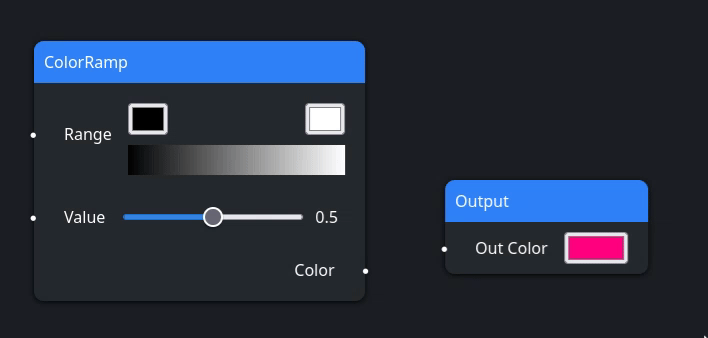 ColorRamp
Range
Value 0.5
Color
Output
Out Color